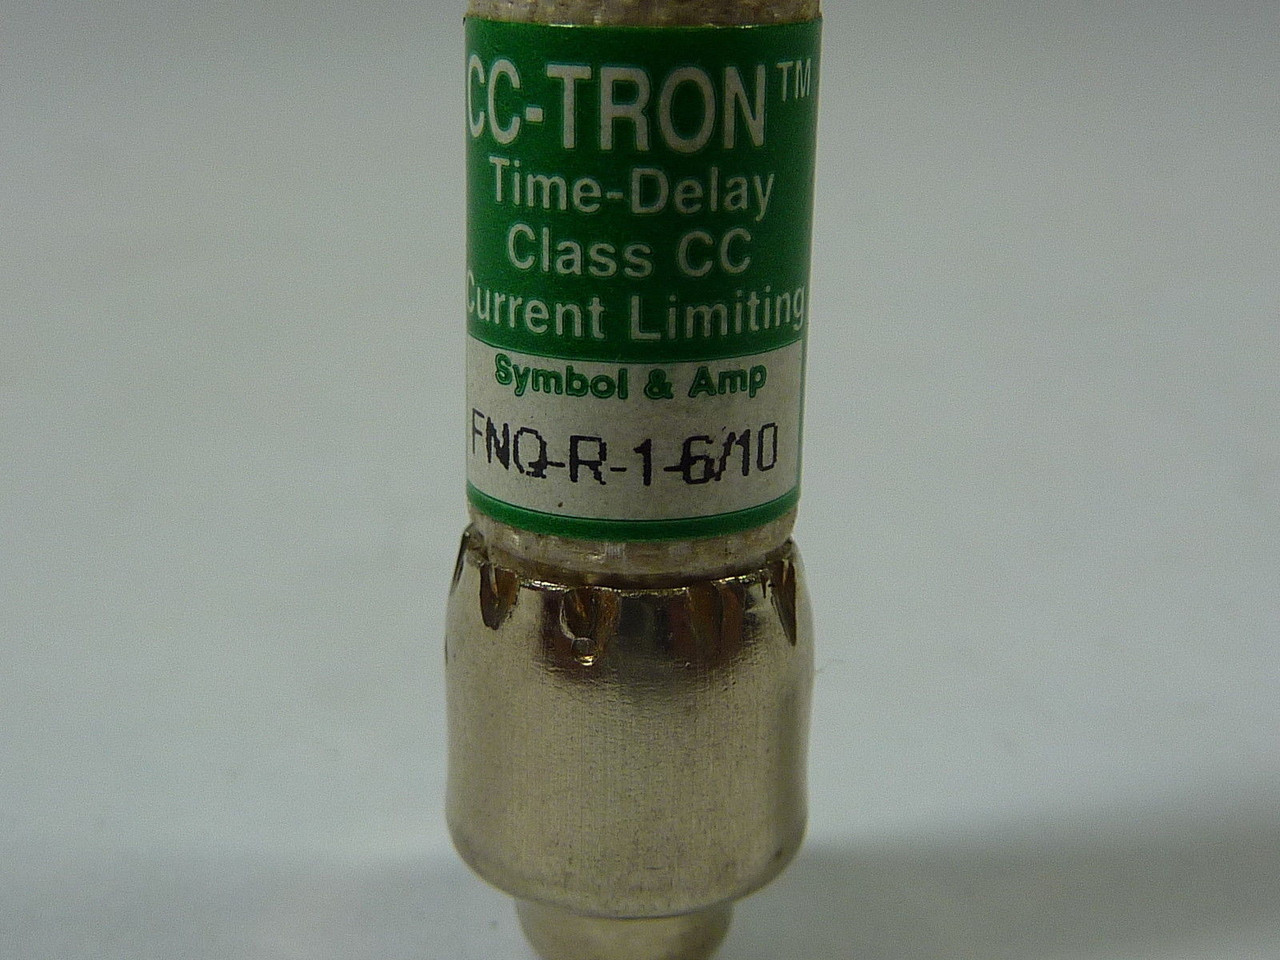 CC-TRON™
Time-Delay
Class CC
Current Limiting
Symbol & Amp
FNQ-R-1-6/10